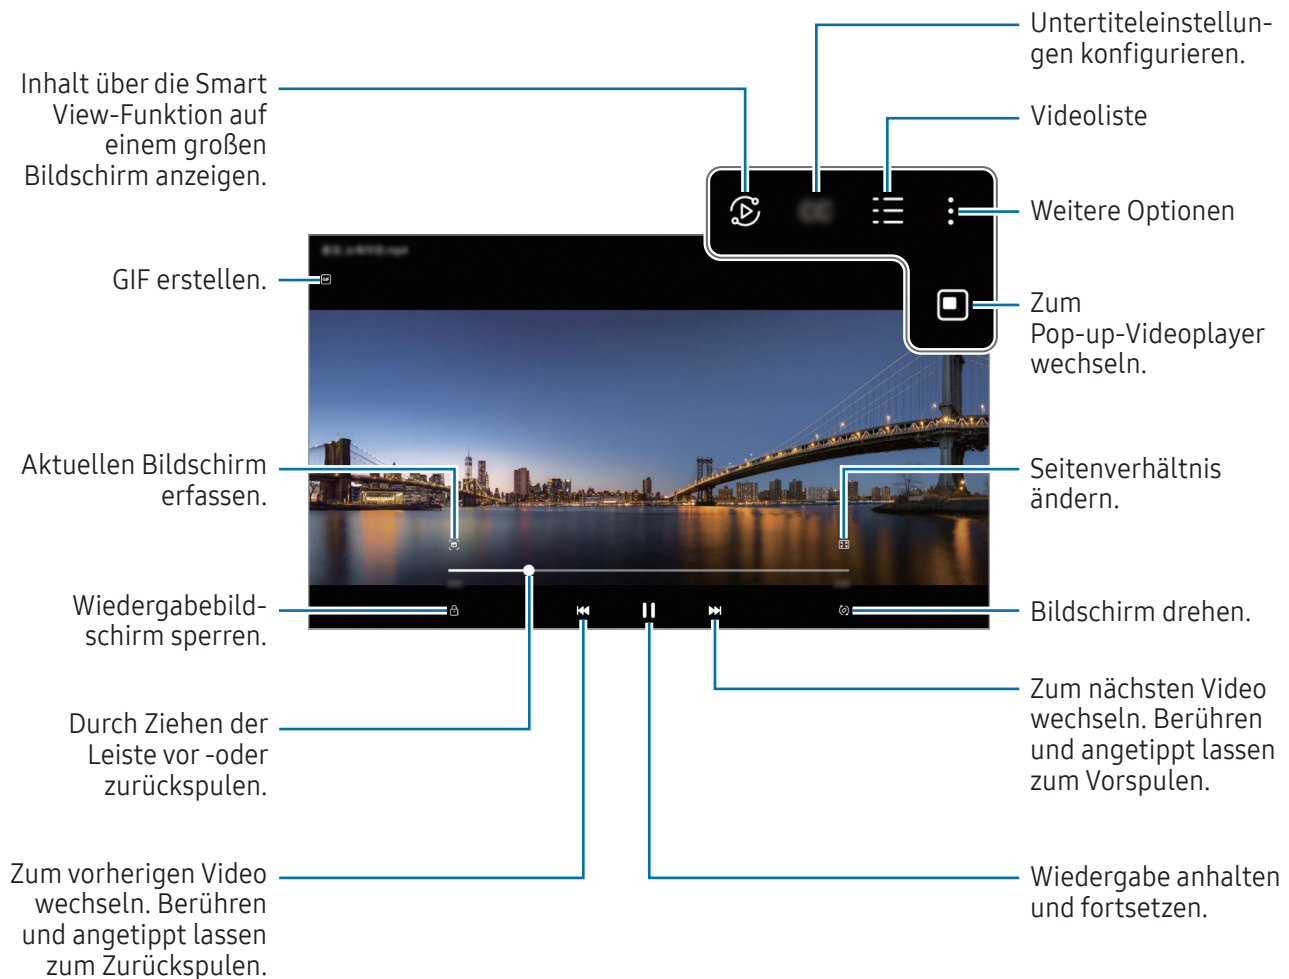 Untertiteleinstellun-
gen konfigurieren.
Inhalt über die Smart
View-Funktion auf
einem großen
Bildschirm anzeigen.
Videoliste
CC
Weitere Optionen
GIF erstellen.
GIF
Zum
Pop-up-Videoplayer
wechseln.
Aktuellen Bildschirm
erfassen.
Seitenverhältnis
ändern.
Wiedergabebild-
schirm sperren.
Bildschirm drehen.
Durch Ziehen der
Leiste vor -oder
zurückspulen.
Zum nächsten Video
wechseln. Berühren
und angetippt lassen
zum Vorspulen.
Zum vorherigen Video
wechseln. Berühren
und angetippt lassen
zum Zurückspulen.
Wiedergabe anhalten
und fortsetzen.